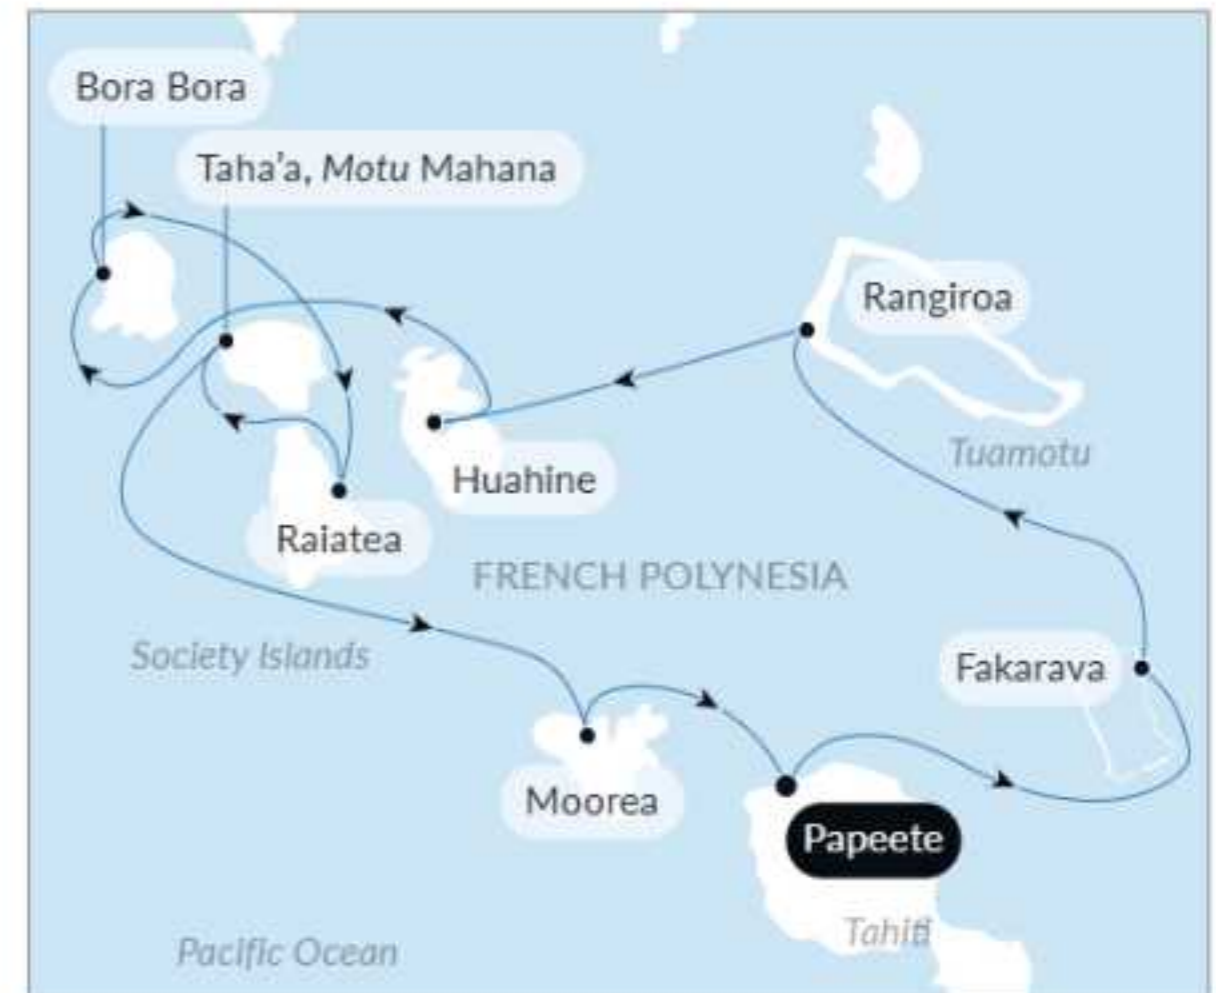 Bora Bora
Taha’a, Motu Mahana
Rangiroa
Tuamotu
Huahine
Raiatea
FRENCH POLYNESIA
Society Islands
Fakarava
Moorea
Papeete
Tahiti
Pacific Ocean